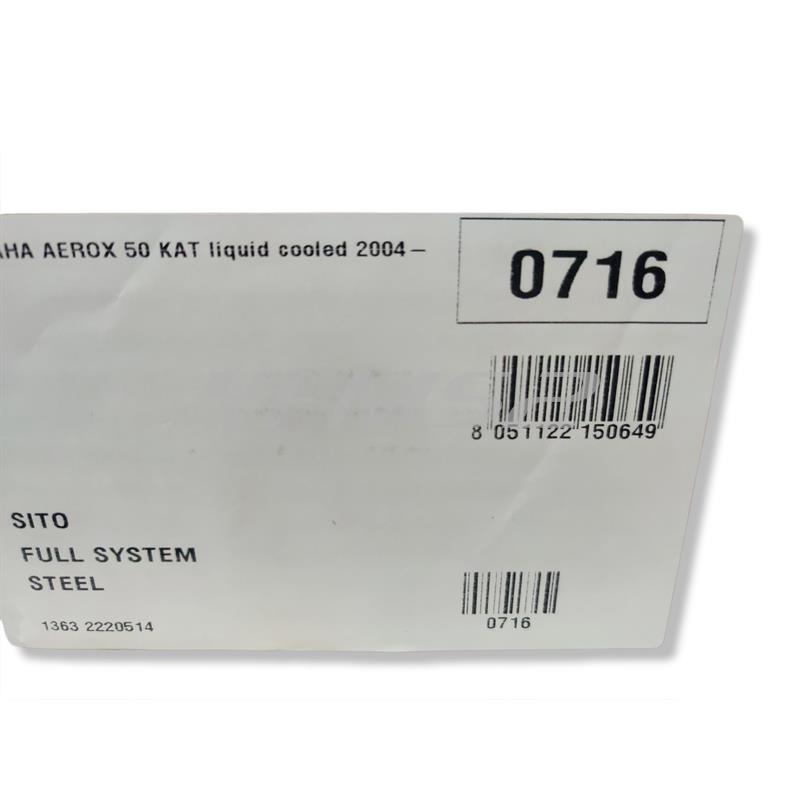 AHA AEROX 50 KAT liquid cooled 2004-
0716
8 051122 150649
SITO
FULL SYSTEM
STEEL
1363 2220514
0716